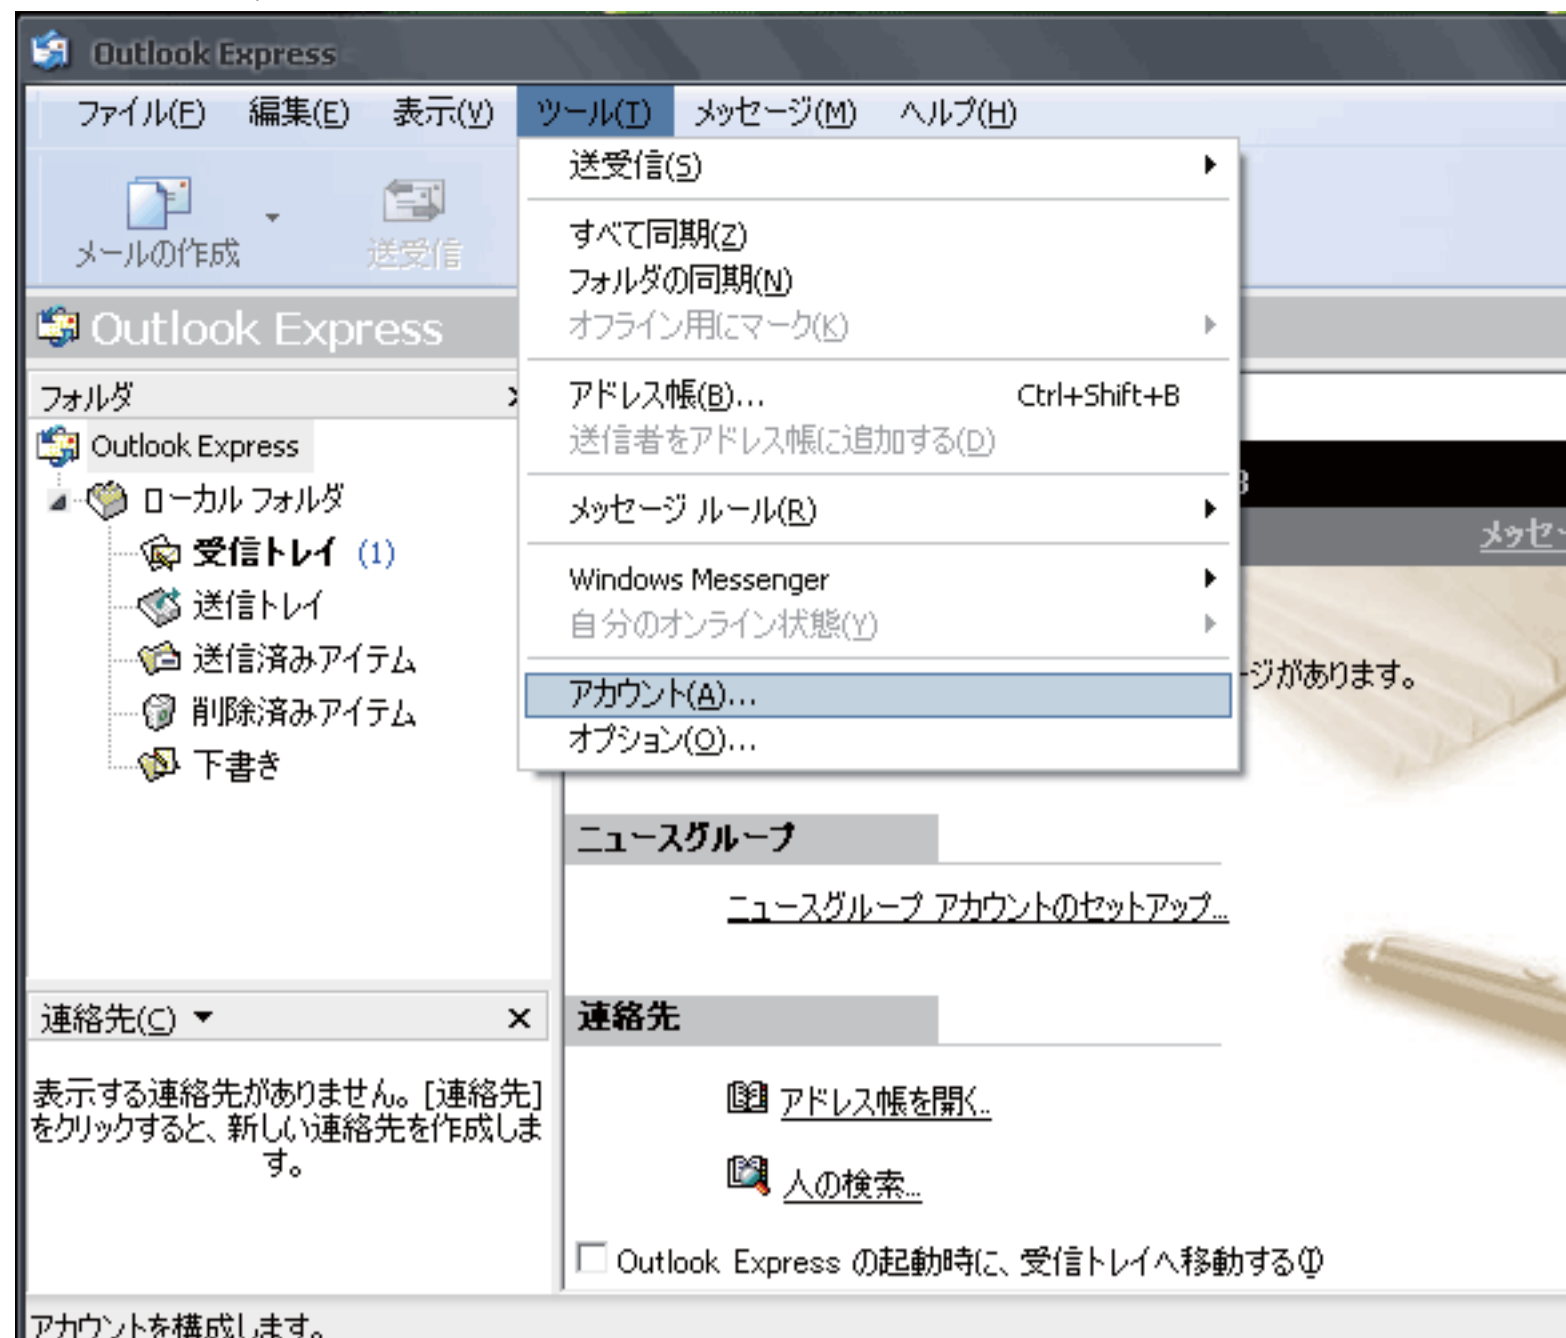 Outlook Express
ファイル(F) 編集(E) 表示(V) ツール(T) メッセージ(M) ヘルプ(H)
メールの作成 送受信
送受信(S)
すべて同期(Z)
フォルダの同期(N)
オフライン用にマーク(K)
アドレス帳(B)... Ctrl+Shift+B
送信者をアドレス帳に追加する(D)
メッセージ ルール(R)
Windows Messenger
自分のオンライン状態(Y)
アカウント(A)...
オプション(O)...
Outlook Express
フォルダ
Outlook Express
ローカル フォルダ
受信トレイ (1)
送信トレイ
送信済みアイテム
削除済みアイテム
下書き
メッセー
ージがあります。
ニュースグループ
ニュースグループ アカウントのセットアップ...
連絡先(C)
表示する連絡先がありません。[連絡先]
をクリックすると、新しい連絡先を作成しま
す。
連絡先
アドレス帳を開く...
人の検索...
Outlook Express の起動時に、受信トレイへ移動する(I)
アカウントを構成します。